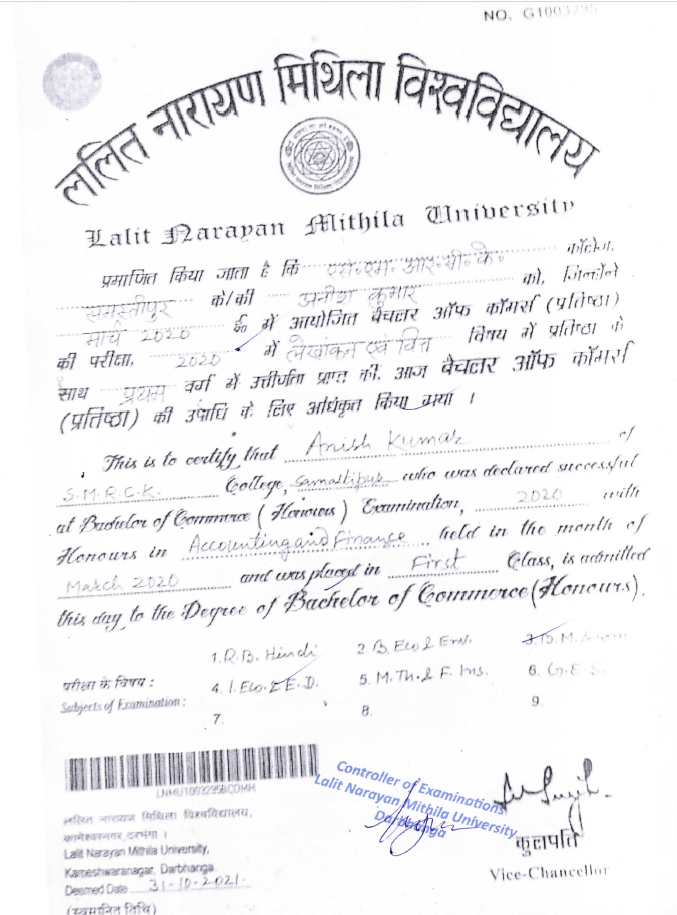 NO. G1003295
ललित नारायण मिथिला विश्वविद्यालय
Lalit Narayan Mithila University
प्रमाणित किया जाता है कि एस॰एम॰आर॰सी॰के॰ कॉलेज,
समस्तीपुर के/की अनीश कुमार को, जिन्होंने
मार्च 2020 ई० में आयोजित बैचलर ऑफ कॉमर्स (प्रतिष्ठा)
की परीक्षा, 2020 में लेखांकन एवं वित्त विषय में प्रतिष्ठा के
साथ प्रथम वर्ग में उत्तीर्णता प्राप्त की, आज बैचलर ऑफ कॉमर्स
(प्रतिष्ठा) की उपाधि के लिए अधिकृत किया गया ।
This is to certify that Anish Kumar of
S.M.R.C.K. College, Samastipur who was declared successful
at Bachelor of Commerce (Honours) Examination, 2020 with
Honours in Accounting and Finance held in the month of
March 2020 and was placed in First Class, is admitted
this day to the Degree of Bachelor of Commerce (Honours).
परीक्षा के विषय :
Subjects of Examination :
1. R.B. Hindi 2. B. Eco & Env. 3. B.M.
4. I. Eco. & E.D. 5. M.Th. & F. Ins. 6. G.E.S.
7. 8. 9.
LNMU1003295BCOMH
ललित नारायण मिथिला विश्वविद्यालय,
कामेश्वरनगर, दरभंगा ।
Lalit Narayan Mithila University,
Kameshwaranagar, Darbhanga.
Deemed Date 31-10-2021.
(स्वमानित तिथि)
Controller of Examinations
Lalit Narayan Mithila University
Darbhanga
कुलपति
Vice-Chancellor